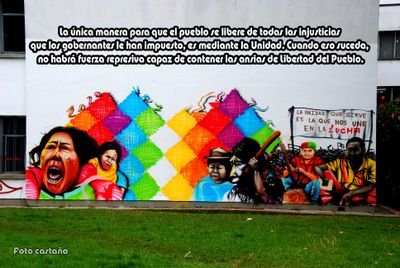 La única manera para que el pueblo se libere de todas las injusticias
que los gobernantes le han impuesto, es mediante la Unidad. Cuando eso suceda,
no habrá fuerza represiva capaz de contener las ansias de Libertad del Pueblo.
LA UNIDAD QUE SIRVE
ES LA QUE NOS UNE
EN LA LUCHA
Foto castaño